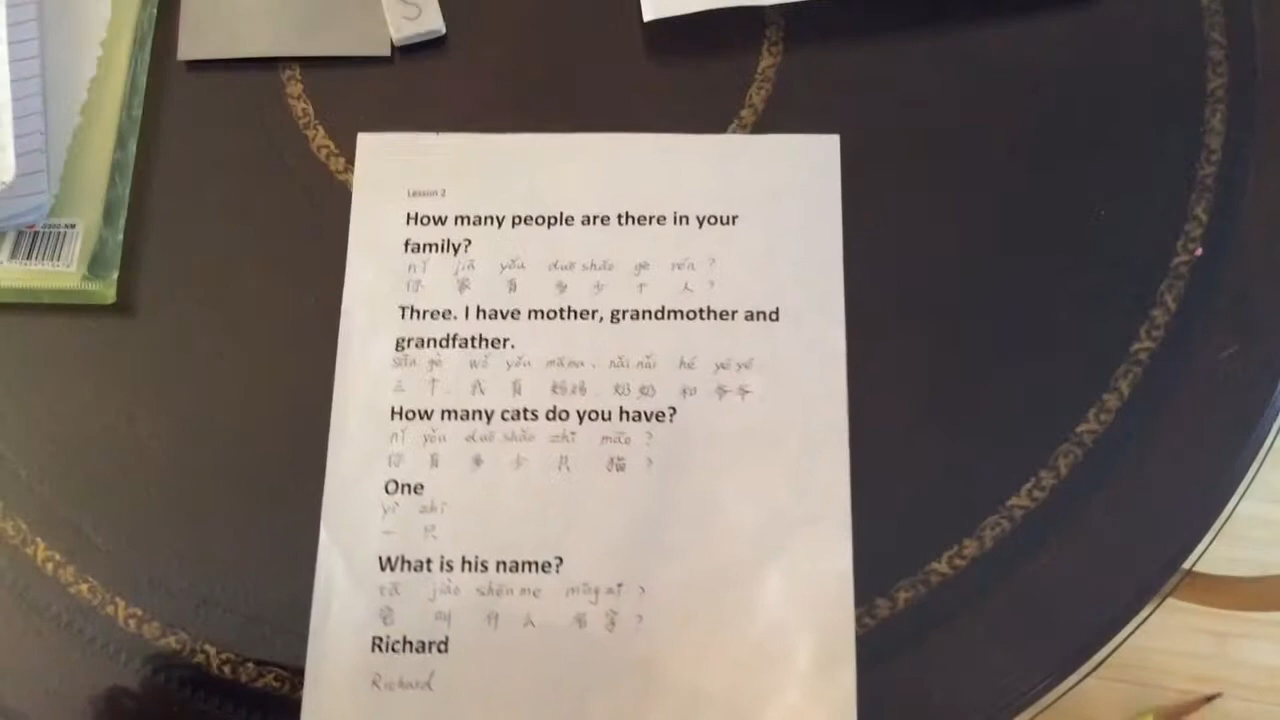 S
Lesson 2
How many people are there in your
family?
nǐ jiā yǒu duō shǎo gè rén ?
你 家 有 多 少 个 人 ?
Three. I have mother, grandmother and
grandfather.
sān gè wǒ yǒu māma 、 nǎi nǎi hé yé yé
三 个 . 我 有 妈妈 、 奶奶 和 爷爷
How many cats do you have?
nǐ yǒu duō shǎo zhī māo ?
你 有 多 少 只 猫 ?
One
yī zhī
一 只
What is his name?
tā jiào shén me míng zì ?
它 叫 什 么 名 字 ?
Richard
Richard